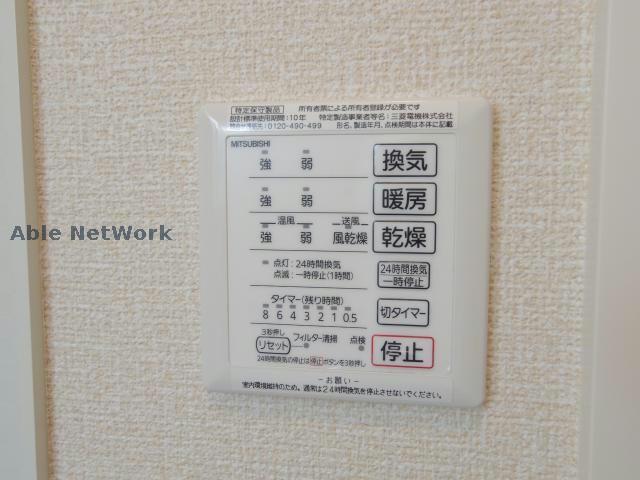 特定保守製品 所有者票による所有者登録が必要です
設計標準使用期間:10年 特定製造事業者等名:三菱電機株式会社
問合せ連絡先:0120-490-499 形名、製造年月、点検期間は本体に記載
MITSUBISHI
強 弱 換気
強 弱 暖房
温風 送風
強 弱 風乾燥 乾燥
点灯:24時間換気
点滅:一時停止(1時間)
24時間換気
一時停止
タイマー(残り時間)
8 6 4 3 2 1 0.5
切タイマー
3秒押し
リセット フィルター清掃 点検
停止
24時間換気の停止は停止ボタンを3秒押し
-お願い-
室内環境維持のため。通常は24時間換気を停止させないでください。
Able NetWork